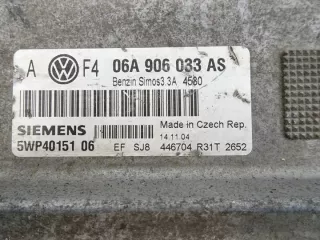 A F4 06A 906 033 AS
Benzin Simos3.3A 4580
SIEMENS Made in Czech Rep.
14.11.04
5WP40151 06 EF SJ8 446704 R31T 2652